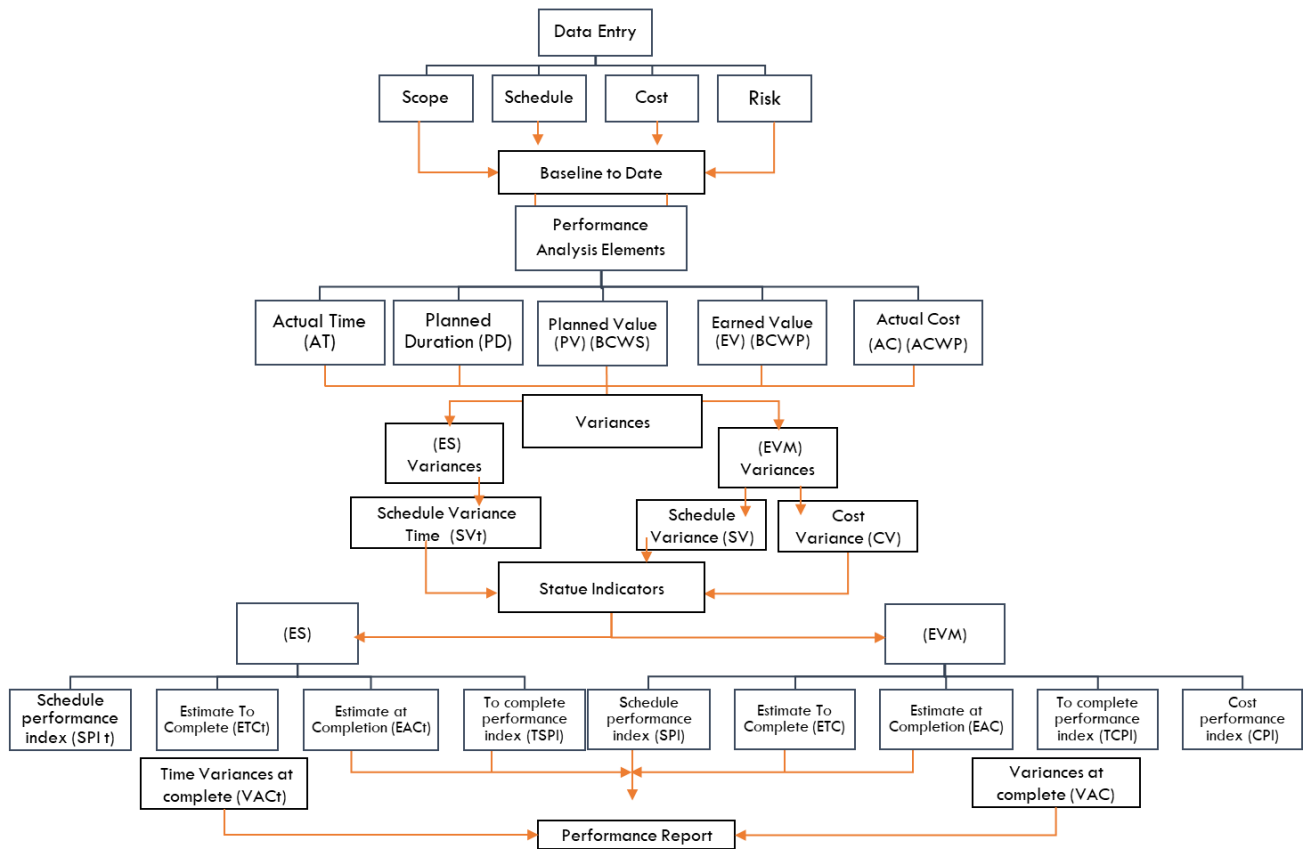 Data Entry
Scope
Schedule
Cost
Risk
Baseline to Date
Performance
Analysis Elements
Actual Time
(AT)
Planned
Duration (PD)
Planned Value
(PV) (BCWS)
Earned Value
(EV) (BCWP)
Actual Cost
(AC) (ACWP)
Variances
(ES)
Variances
(EVM)
Variances
Schedule Variance
Time (SVt)
Schedule
Variance (SV)
Cost
Variance (CV)
Statue Indicators
(ES)
(EVM)
Schedule
performance
index (SPI t)
Estimate To
Complete (ETCt)
Estimate at
Completion (EACt)
To complete
performance
index (TSPI)
Schedule
performance
index (SPI)
Estimate To
Complete (ETC)
Estimate at
Completion (EAC)
To complete
performance
index (TCPI)
Cost
performance
index (CPI)
Time Variances at
complete (VACt)
Variances at
complete (VAC)
Performance Report